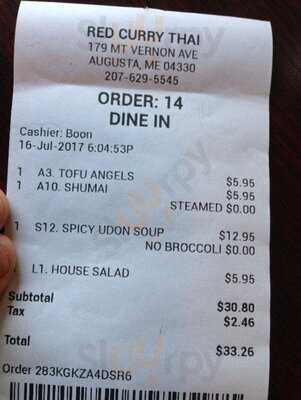 RED CURRY THAI
179 MT VERNON AVE
AUGUSTA, ME 04330
207-629-5545
ORDER: 14
DINE IN
Cashier: Boon
16-Jul-2017 6:04:53P
1 A3. TOFU ANGELS $5.95
1 A10. SHUMAI $5.95
STEAMED $0.00
1 S12. SPICY UDON SOUP $12.95
NO BROCCOLI $0.00
1 L1. HOUSE SALAD $5.95
Subtotal $30.80
Tax $2.46
Total $33.26
Order 283KGKZA4DSR6